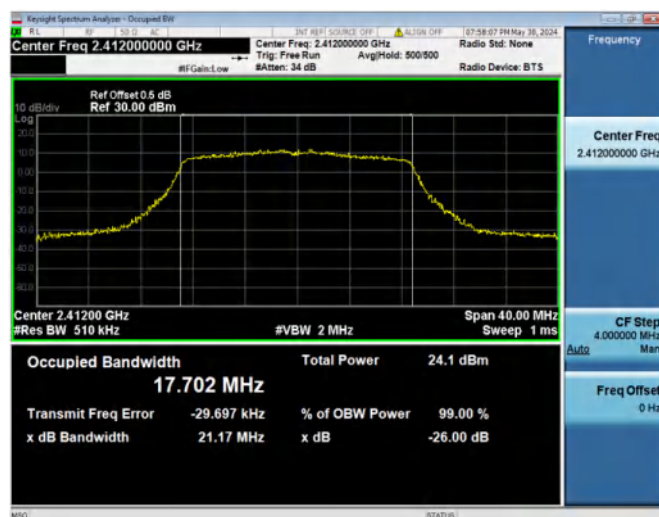 Keysight Spectrum Analyzer - Occupied BW
RL RF 50 Ω AC INT REF SOURCE OFF ALIGN OFF 07:58:07 PM May 30, 2024
Center Freq 2.412000000 GHz
Center Freq: 2.412000000 GHz
Radio Std: None
Trig: Free Run Avg|Hold: 500/500
#IFGain:Low
#Atten: 34 dB
Radio Device: BTS
Ref Offset 0.5 dB
10 dB/div Ref 30.00 dBm
Log
20.0
10.0
0.00
-10.0
-20.0
-30.0
-40.0
-50.0
-60.0
Center 2.41200 GHz
Span 40.00 MHz
#Res BW 510 kHz
#VBW 2 MHz
Sweep 1 ms
Occupied Bandwidth
17.702 MHz
Total Power 24.1 dBm
Transmit Freq Error -29.697 kHz
% of OBW Power 99.00 %
x dB Bandwidth 21.17 MHz
x dB -26.00 dB
MSG
STATUS
Frequency
Center Freq
2.412000000 GHz
CF Step
4.000000 MHz
Auto Man
Freq Offset
0 Hz